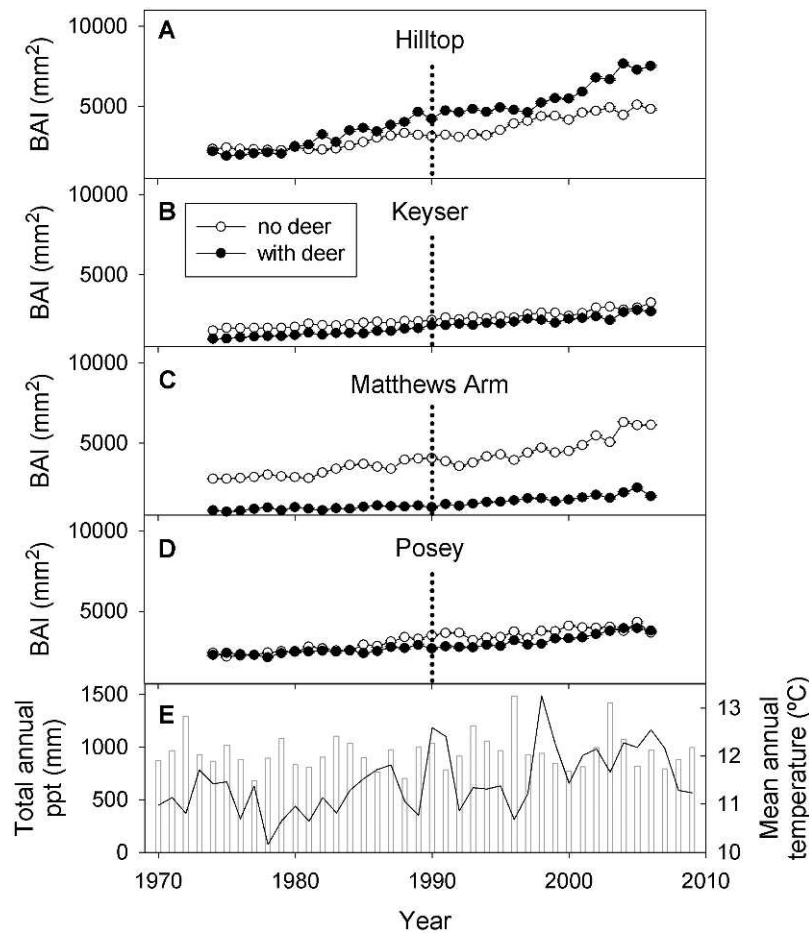 A
Hilltop
10000
5000
BAI (mm²)
B
Keyser
no deer
with deer
10000
5000
BAI (mm²)
C
Matthews Arm
10000
5000
BAI (mm²)
D
Posey
10000
5000
BAI (mm²)
E
1500
1000
500
0
Total annual
ppt (mm)
13
12
11
10
Mean annual
temperature (ºC)
1970 1980 1990 2000 2010
Year